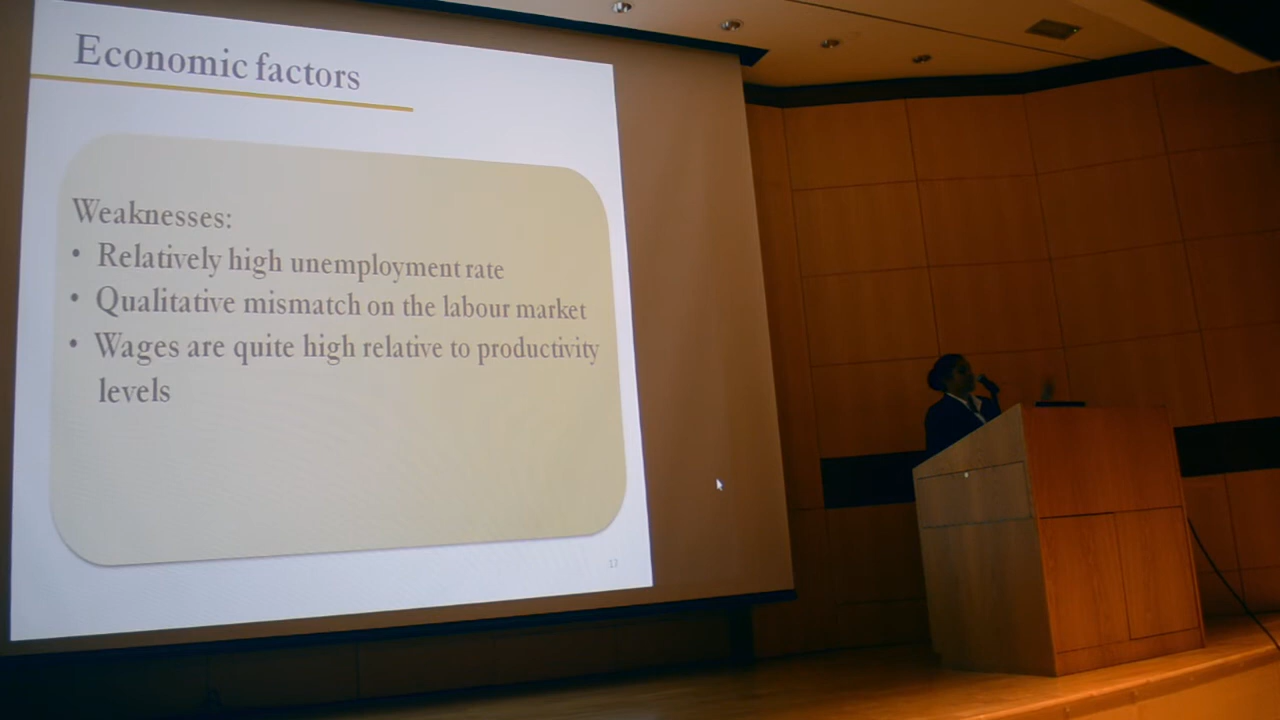 Economic factors
Weaknesses:
• Relatively high unemployment rate
• Qualitative mismatch on the labour market
• Wages are quite high relative to productivity
levels
17